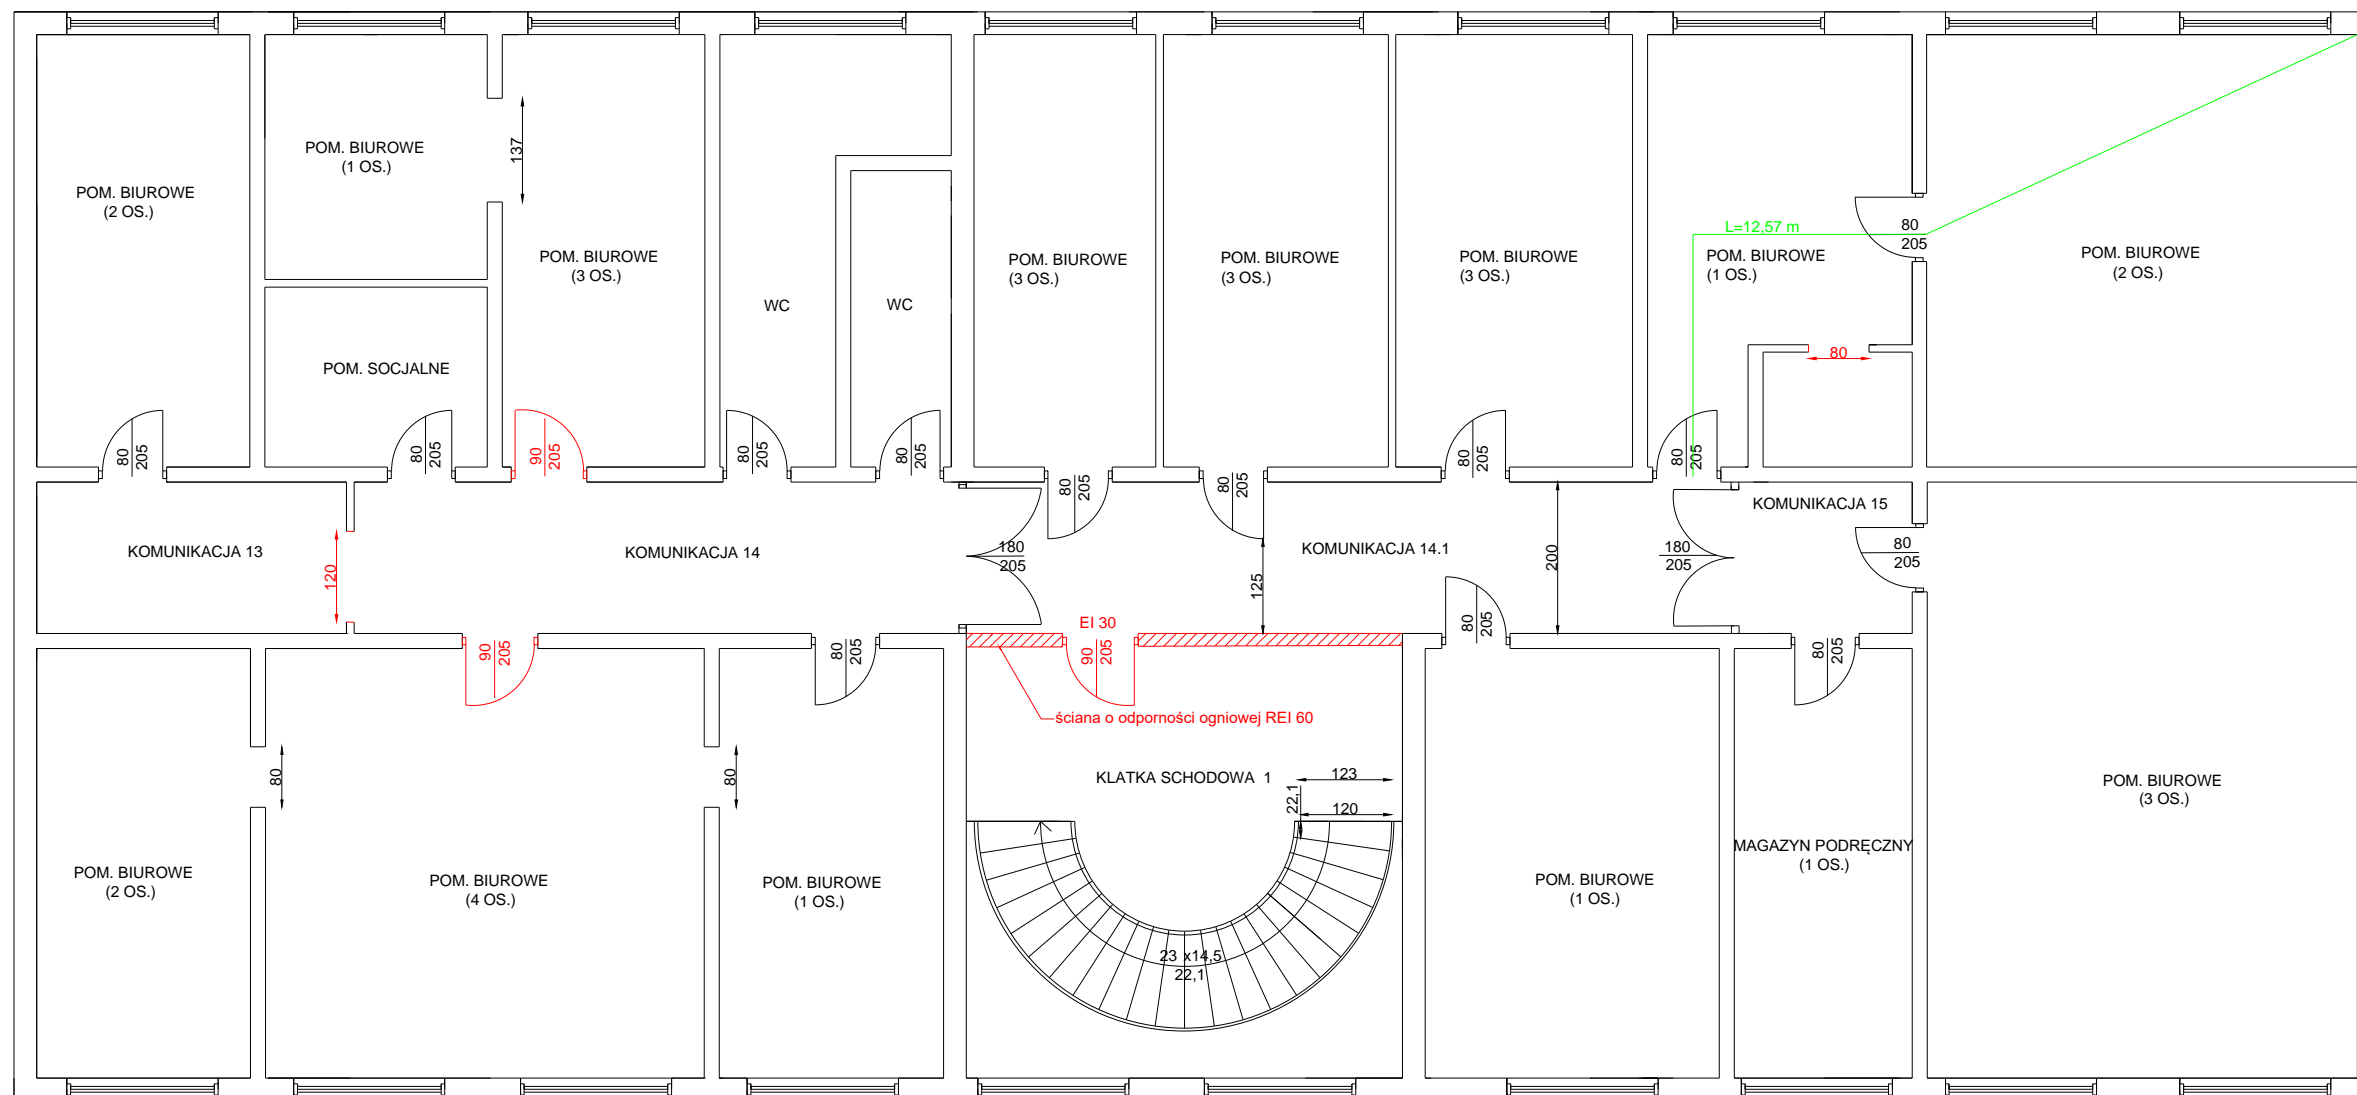 POM. BIUROWE
(2 OS.)
POM. BIUROWE
(1 OS.)
137
POM. BIUROWE
(3 OS.)
POM. SOCJALNE
WC
WC
POM. BIUROWE
(3 OS.)
POM. BIUROWE
(3 OS.)
POM. BIUROWE
(3 OS.)
L=12,57 m
POM. BIUROWE
(1 OS.)
80
205
POM. BIUROWE
(2 OS.)
80
80
205
80
205
90
205
80
205
80
205
80
205
80
205
80
205
80
205
KOMUNIKACJA 13
120
KOMUNIKACJA 14
180
205
125
KOMUNIKACJA 14.1
200
180
205
KOMUNIKACJA 15
80
205
90
205
80
205
EI 30
90
205
80
205
80
205
ściana o odporności ogniowej REI 60
80
80
KLATKA SCHODOWA 1
123
22,1
120
23 x14,5
22,1
POM. BIUROWE
(2 OS.)
POM. BIUROWE
(4 OS.)
POM. BIUROWE
(1 OS.)
POM. BIUROWE
(1 OS.)
MAGAZYN PODRĘCZNY
(1 OS.)
POM. BIUROWE
(3 OS.)